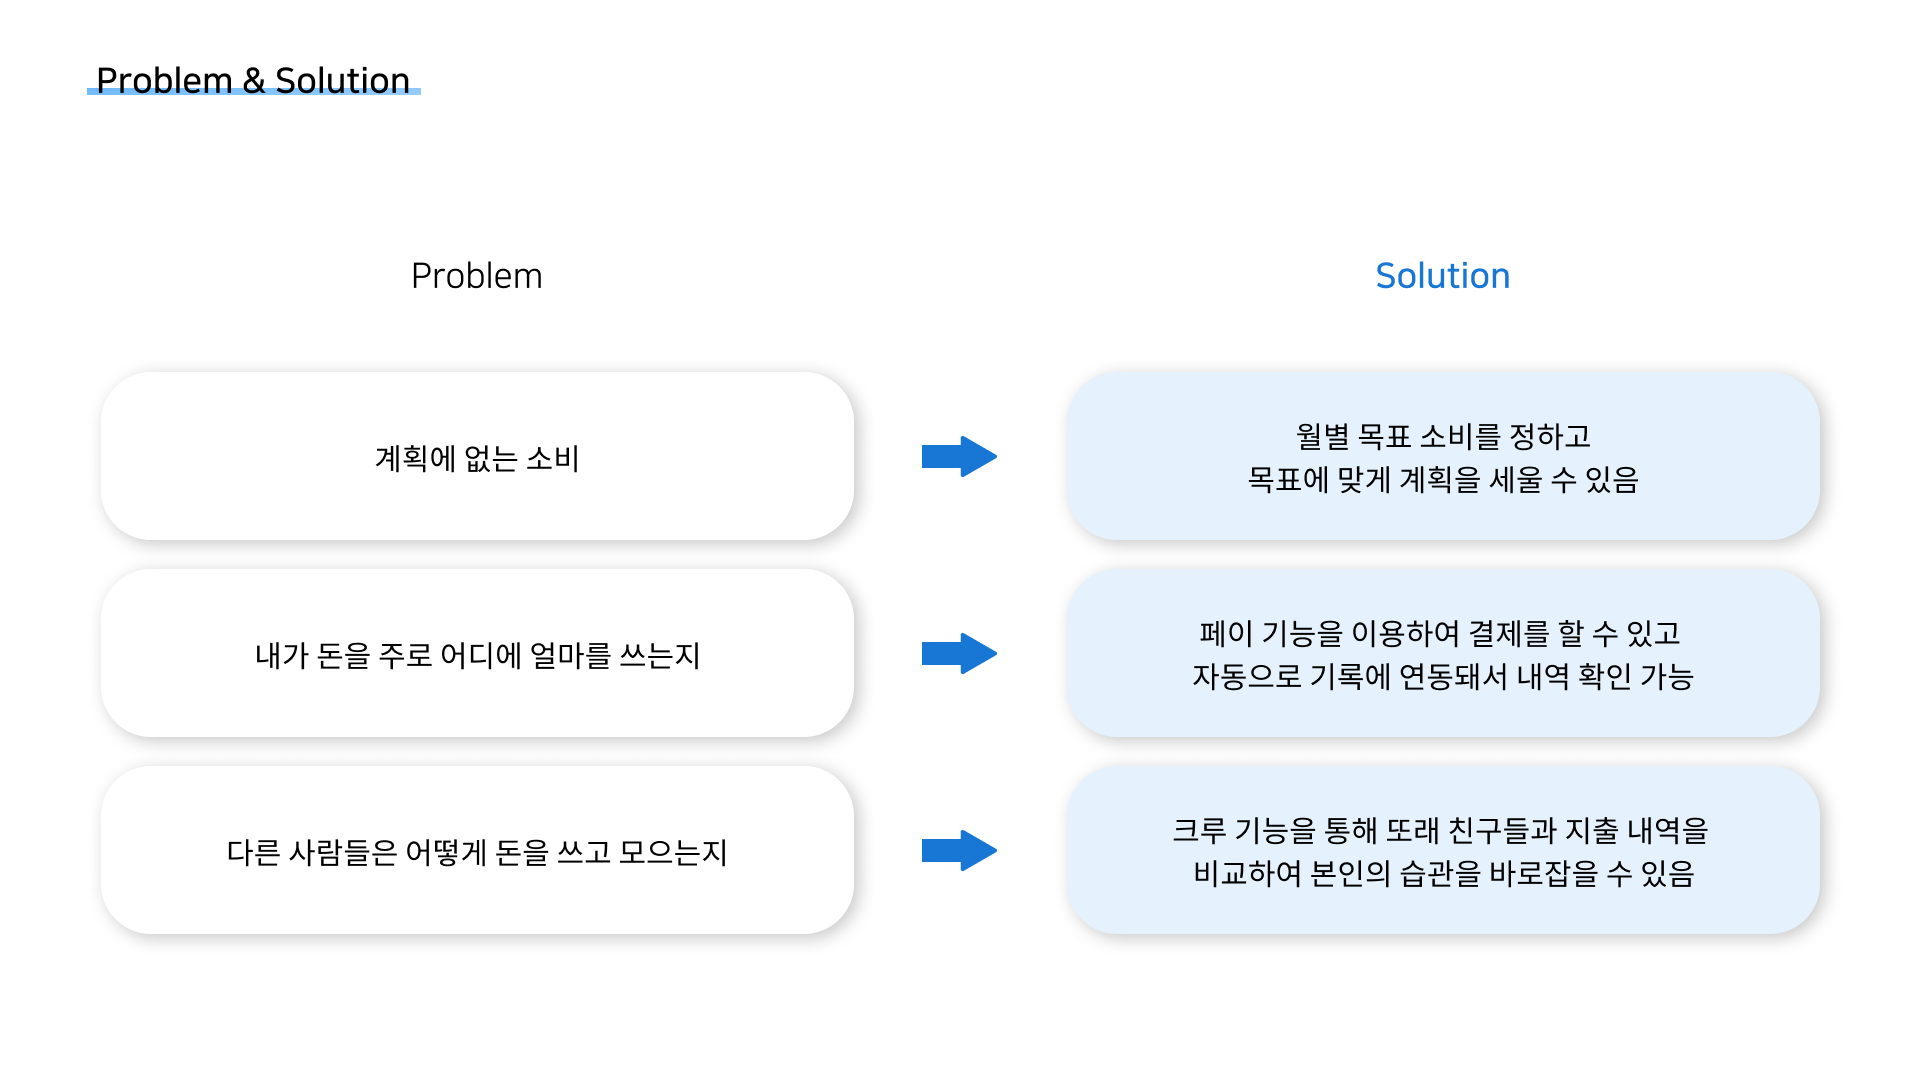 Problem & Solution
Problem
Solution
계획에 없는 소비
월별 목표 소비를 정하고
목표에 맞게 계획을 세울 수 있음
내가 돈을 주로 어디에 얼마를 쓰는지
페이 기능을 이용하여 결제를 할 수 있고
자동으로 기록에 연동돼서 내역 확인 가능
다른 사람들은 어떻게 돈을 쓰고 모으는지
크루 기능을 통해 또래 친구들과 지출 내역을
비교하여 본인의 습관을 바로잡을 수 있음